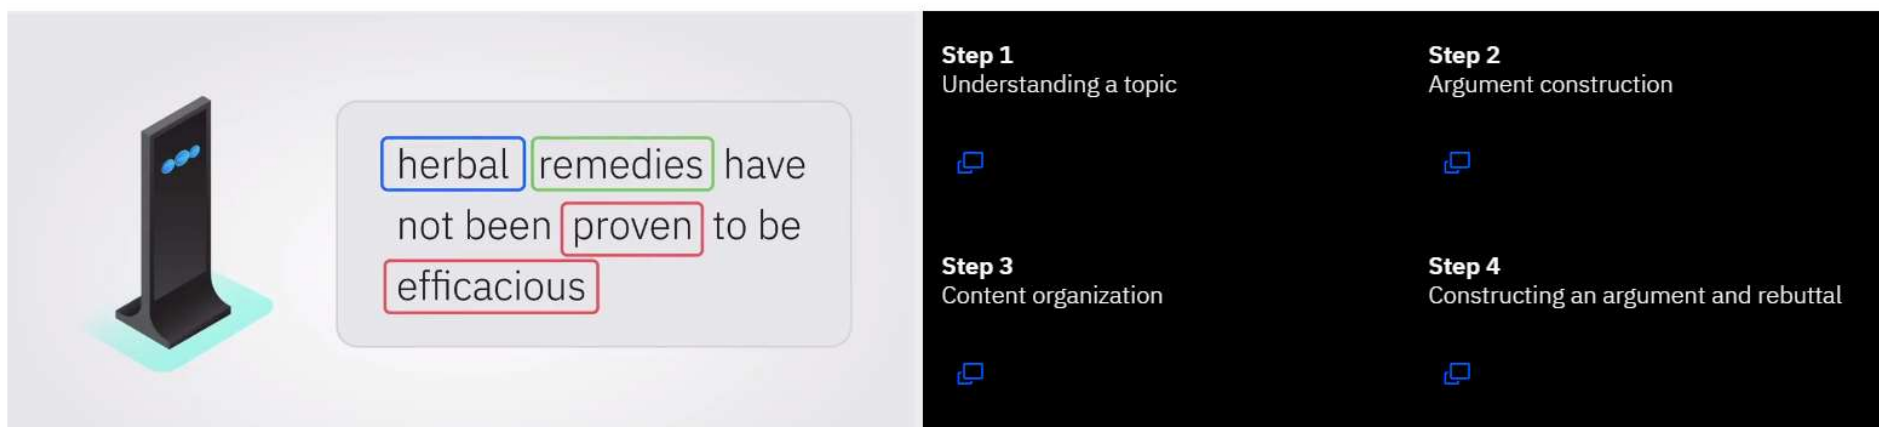 herbal remedies have
not been proven to be
efficacious
Step 1
Understanding a topic
Step 2
Argument construction
Step 3
Content organization
Step 4
Constructing an argument and rebuttal